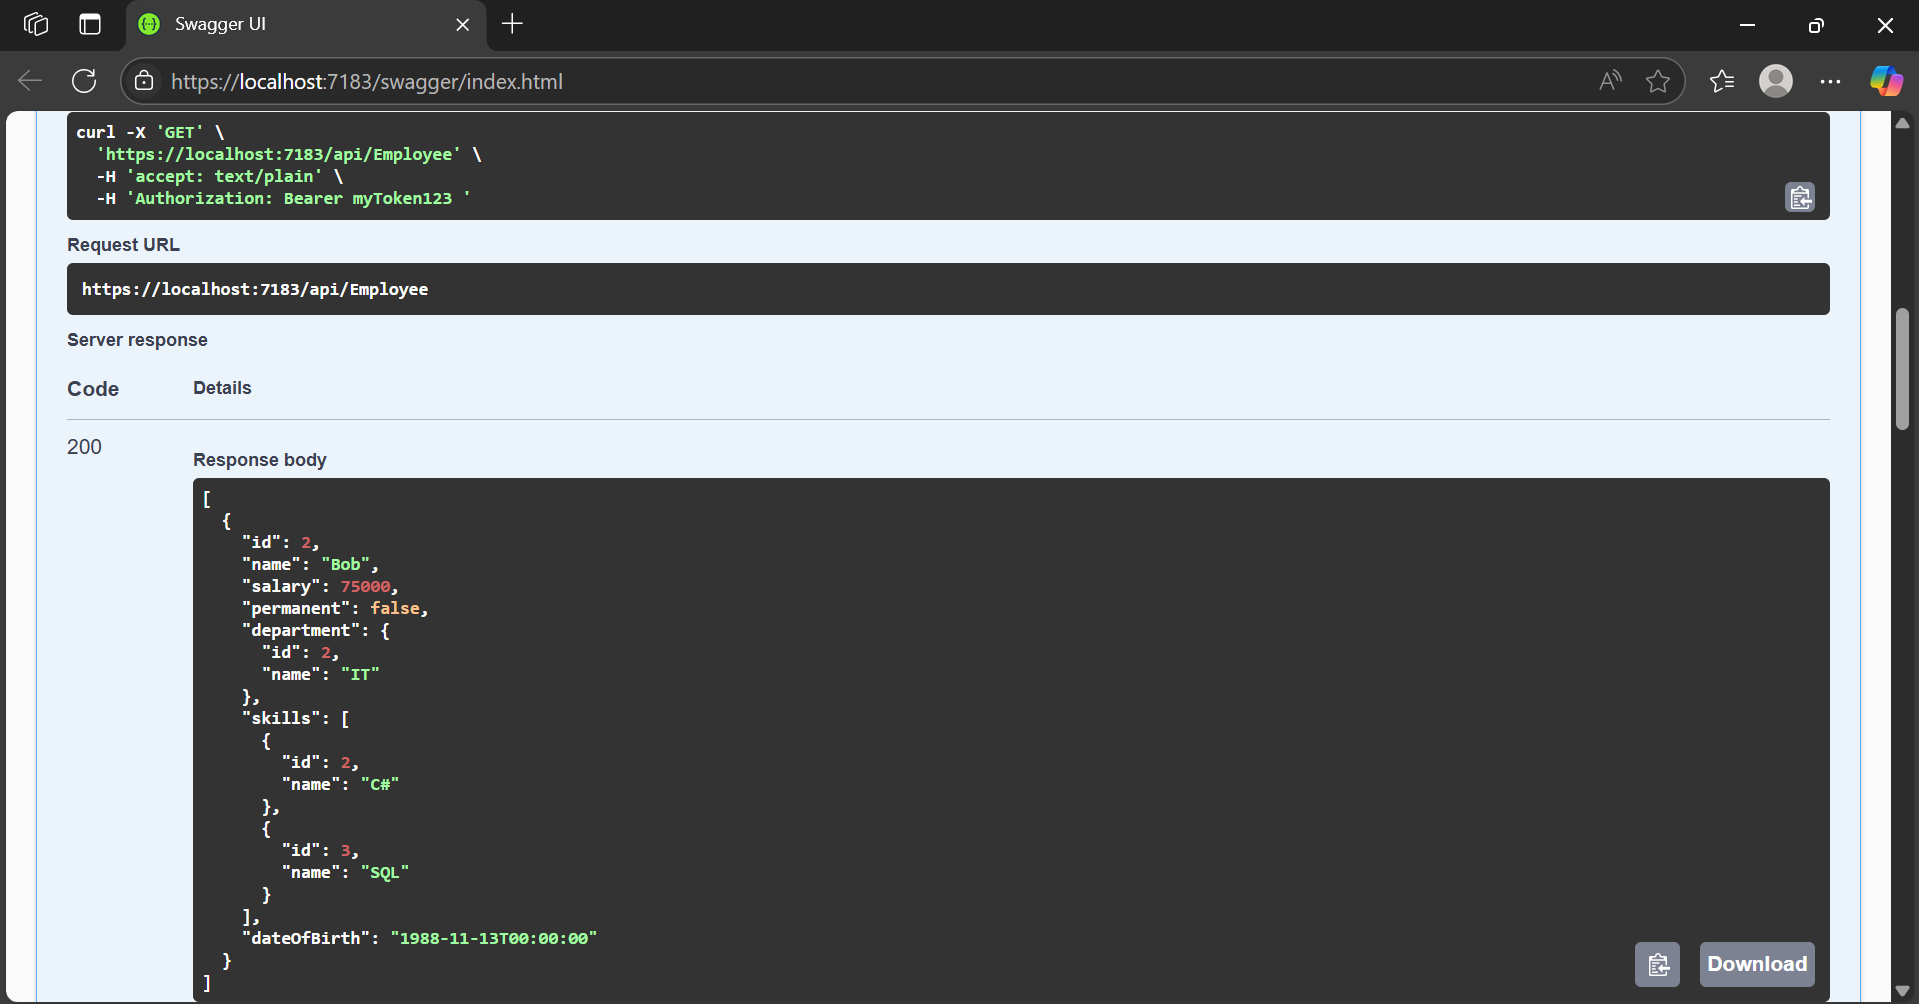 Swagger UI
https://localhost:7183/swagger/index.html
curl -X 'GET' \
  'https://localhost:7183/api/Employee' \
  -H 'accept: text/plain' \
  -H 'Authorization: Bearer myToken123 '
Request URL
https://localhost:7183/api/Employee
Server response
Code Details
200
Response body
[
  {
    "id": 2,
    "name": "Bob",
    "salary": 75000,
    "permanent": false,
    "department": {
      "id": 2,
      "name": "IT"
    },
    "skills": [
      {
        "id": 2,
        "name": "C#"
      },
      {
        "id": 3,
        "name": "SQL"
      }
    ],
    "dateOfBirth": "1988-11-13T00:00:00"
  }
]
Download